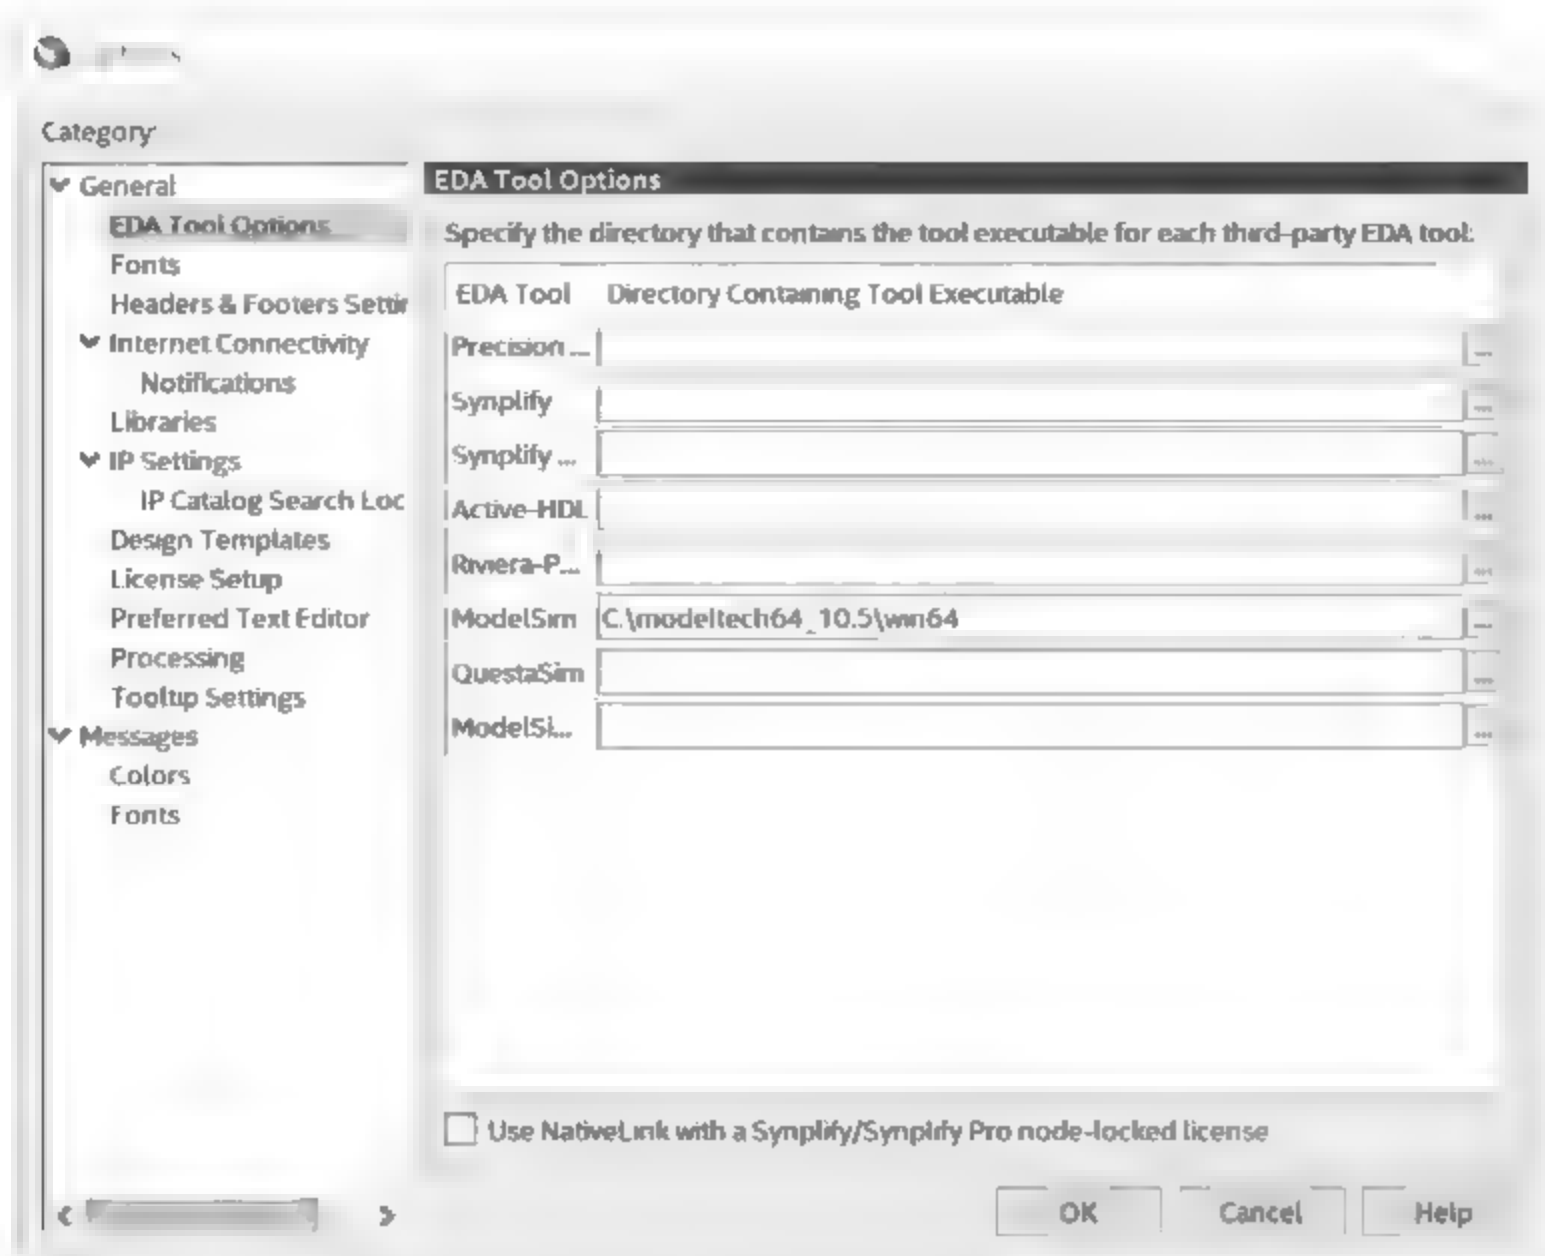 Category:
General
EDA Tool Options
Fonts
Headers & Footers Settir
Internet Connectivity
Notifications
Libraries
IP Settings
IP Catalog Search Loc
Design Templates
License Setup
Preferred Text Editor
Processing
Tooltip Settings
Messages
Colors
Fonts
EDA Tool Options
Specify the directory that contains the tool executable for each third-party EDA tool:
EDA Tool Directory Containing Tool Executable
Precision ... ...
Synplify ...
Synplify ... ...
Active-HDL ...
Riviera-P... ...
ModelSim C:\modeltech64_10.5\win64 ...
QuestaSim ...
ModelSi... ...
Use NativeLink with a Synplify/Synplify Pro node-locked license
OK Cancel Help